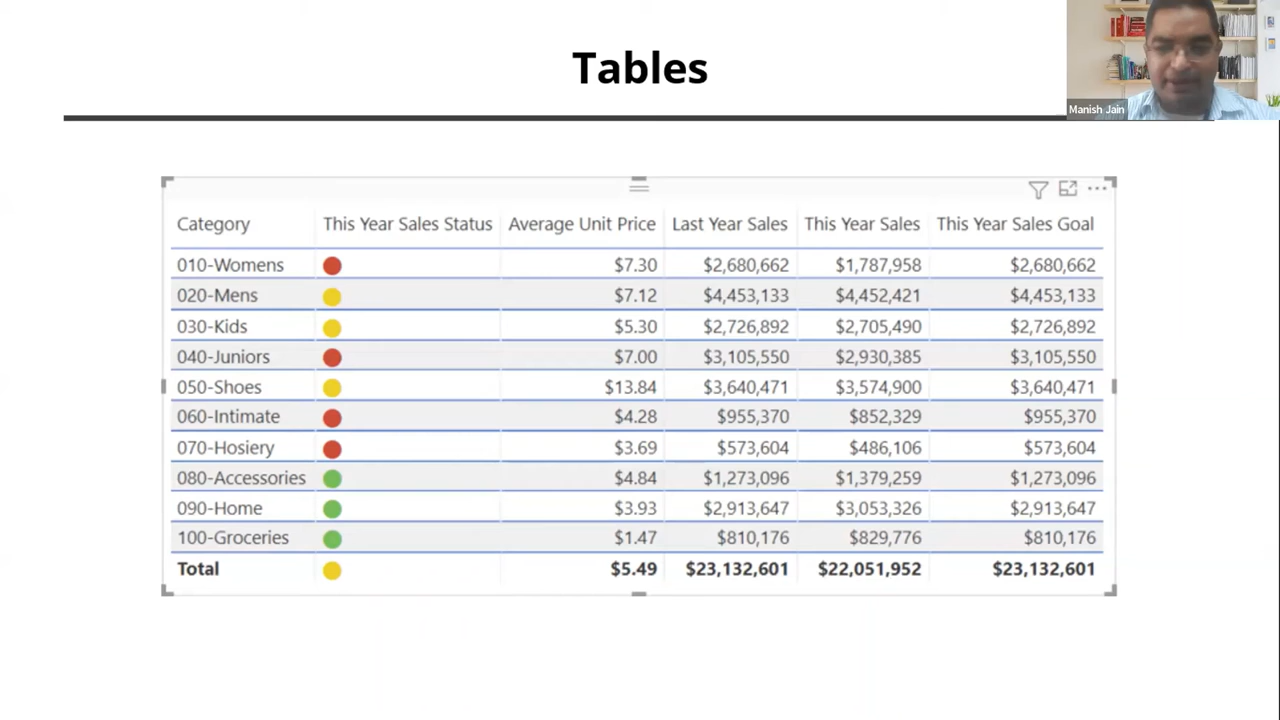 Tables
Manish Jain
Category This Year Sales Status Average Unit Price Last Year Sales This Year Sales This Year Sales Goal
010-Womens $7.30 $2,680,662 $1,787,958 $2,680,662
020-Mens $7.12 $4,453,133 $4,452,421 $4,453,133
030-Kids $5.30 $2,726,892 $2,705,490 $2,726,892
040-Juniors $7.00 $3,105,550 $2,930,385 $3,105,550
050-Shoes $13.84 $3,640,471 $3,574,900 $3,640,471
060-Intimate $4.28 $955,370 $852,329 $955,370
070-Hosiery $3.69 $573,604 $486,106 $573,604
080-Accessories $4.84 $1,273,096 $1,379,259 $1,273,096
090-Home $3.93 $2,913,647 $3,053,326 $2,913,647
100-Groceries $1.47 $810,176 $829,776 $810,176
Total $5.49 $23,132,601 $22,051,952 $23,132,601